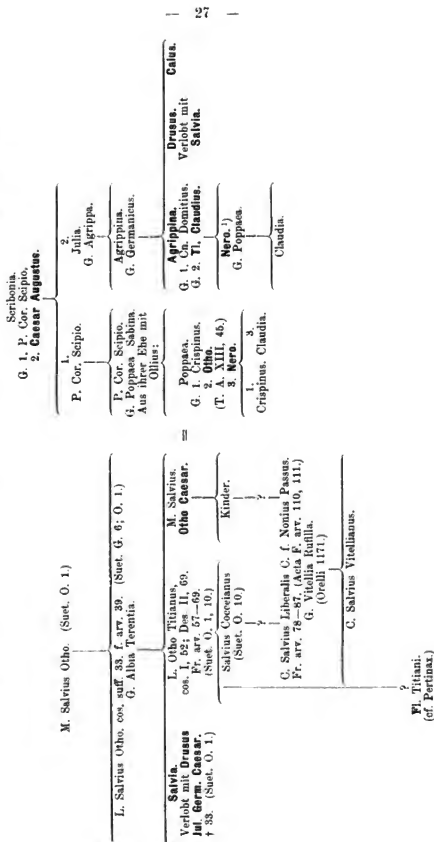 — 27 —
Scribonia.
G. 1. P. Cor. Scipio,
2. Caesar Augustus.
1.
P. Cor. Scipio.
2.
Julia.
G. Agrippa.
P. Cor. Scipio.
G. Poppaea Sabina.
Aus ihrer Ehe mit
Ollius:
Agrippina.
G. Germanicus.
Poppaea.
G. 1. Crispinus.
2. Otho.
(T. A. XIII, 45.)
3. Nero.
Agrippina.
G. 1. Cn. Domitius.
G. 2. Ti. Claudius.
Drusus.
Verlobt mit
Salvia.
Caius.
1. 3.
Crispinus. Claudia.
Nero. ¹)
G. Poppaea.
Claudia.
=
M. Salvius Otho. (Suet. O. 1.)
L. Salvius Otho, cos. suff. 33. f. arv. 39. (Suet. G. 6; O. 1.)
G. Albia Terentia.
Salvia.
Verlobt mit Drusus
Jul. Germ. Caesar.
† 33. (Suet. O. 1.)
L. Otho Titianus,
cos. I, 52; Des II, 69.
Fr. arv. 57—69.
(Suet. O. 1, 10.)
M. Salvius.
Otho Caesar.
Salvius Cocceianus
(Suet. O. 10.)
Kinder.
?
?
C. Salvius Liberalis C. f. Nonius Passus.
Fr. arv. 78—87. (Acta F. arv. 110, 111.)
G. Vitellia Rufilla.
(Orelli 1171.)
C. Salvius Vitellianus.
?
Fl. Titiani.
(cf. Pertinax.)